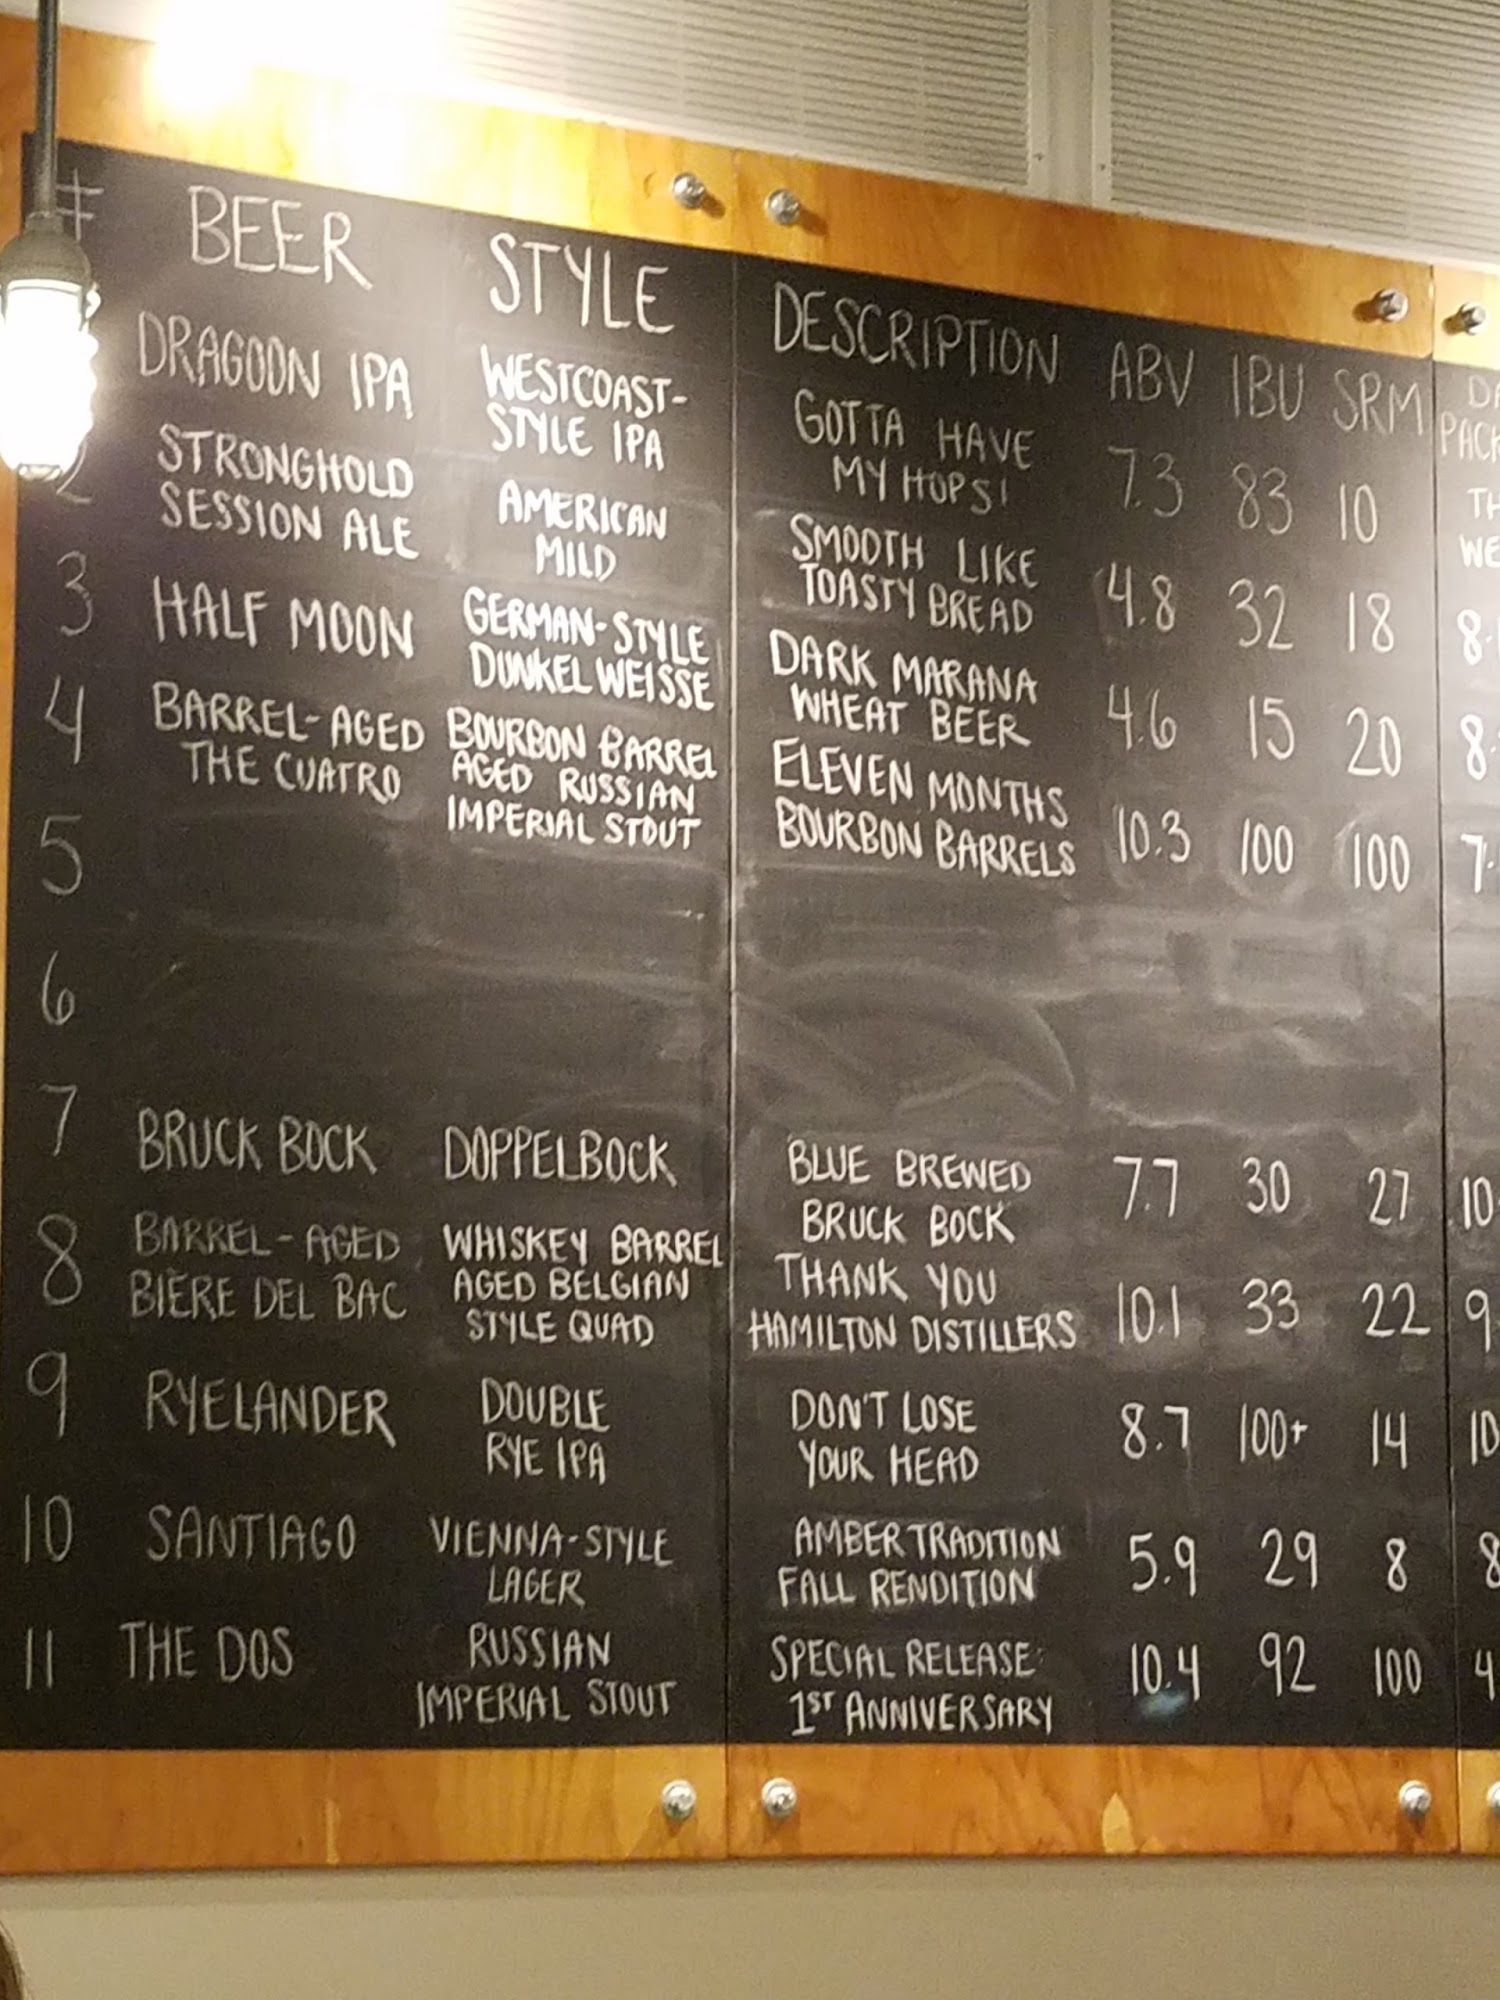 # BEER STYLE DESCRIPTION ABV IBU SRM
DRAGOON IPA WESTCOAST- GOTTA HAVE 7.3 83 10
STYLE IPA MY HOPS!
2 STRONGHOLD AMERICAN SMOOTH LIKE 4.8 32 18
SESSION ALE MILD TOASTY BREAD
3 HALF MOON GERMAN-STYLE DARK MARANA 4.6 15 20
DUNKELWEISSE WHEAT BEER
4 BARREL-AGED BOURBON BARREL ELEVEN MONTHS 10.3 100 100
THE CUATRO AGED RUSSIAN BOURBON BARRELS
IMPERIAL STOUT
5
6
7 BRUCK BOCK DOPPELBOCK BLUE BREWED 7.7 30 27
BRUCK BOCK
8 BARREL-AGED WHISKEY BARREL THANK YOU 10.1 33 22
BIÈRE DEL BAC AGED BELGIAN HAMILTON DISTILLERS
STYLE QUAD
9 RYELANDER DOUBLE DON'T LOSE 8.7 100+ 14
RYE IPA YOUR HEAD
10 SANTIAGO VIENNA-STYLE AMBER TRADITION 5.9 29 8
LAGER FALL RENDITION
11 THE DOS RUSSIAN SPECIAL RELEASE: 10.4 92 100
IMPERIAL STOUT 1ST ANNIVERSARY